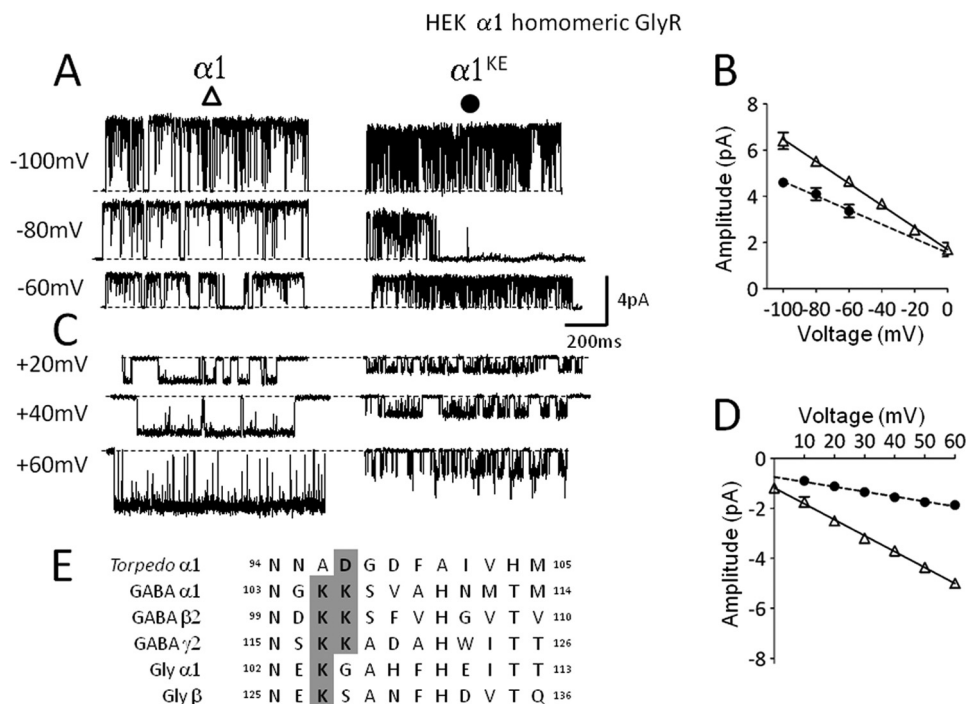 HEK α1 homomeric GlyR
A
α1
α1KE
-100mV
-80mV
-60mV
4pA
200ms
B
Amplitude (pA)
8
6
4
2
0
-100 -80 -60 -40 -20 0
Voltage (mV)
C
+20mV
+40mV
+60mV
D
Voltage (mV)
10 20 30 40 50 60
0
-2
-4
-6
-8
Amplitude (pA)
E
Torpedo α1 94 N N A D G D F A I V H M 105
GABA α1 103 N G K K S V A H N M T M 114
GABA β2 99 N D K K S F V H G V T V 110
GABA γ2 115 N S K K A D A H W I T T 126
Gly α1 102 N E K G A H F H E I T T 113
Gly β 125 N E K S A N F H D V T Q 136